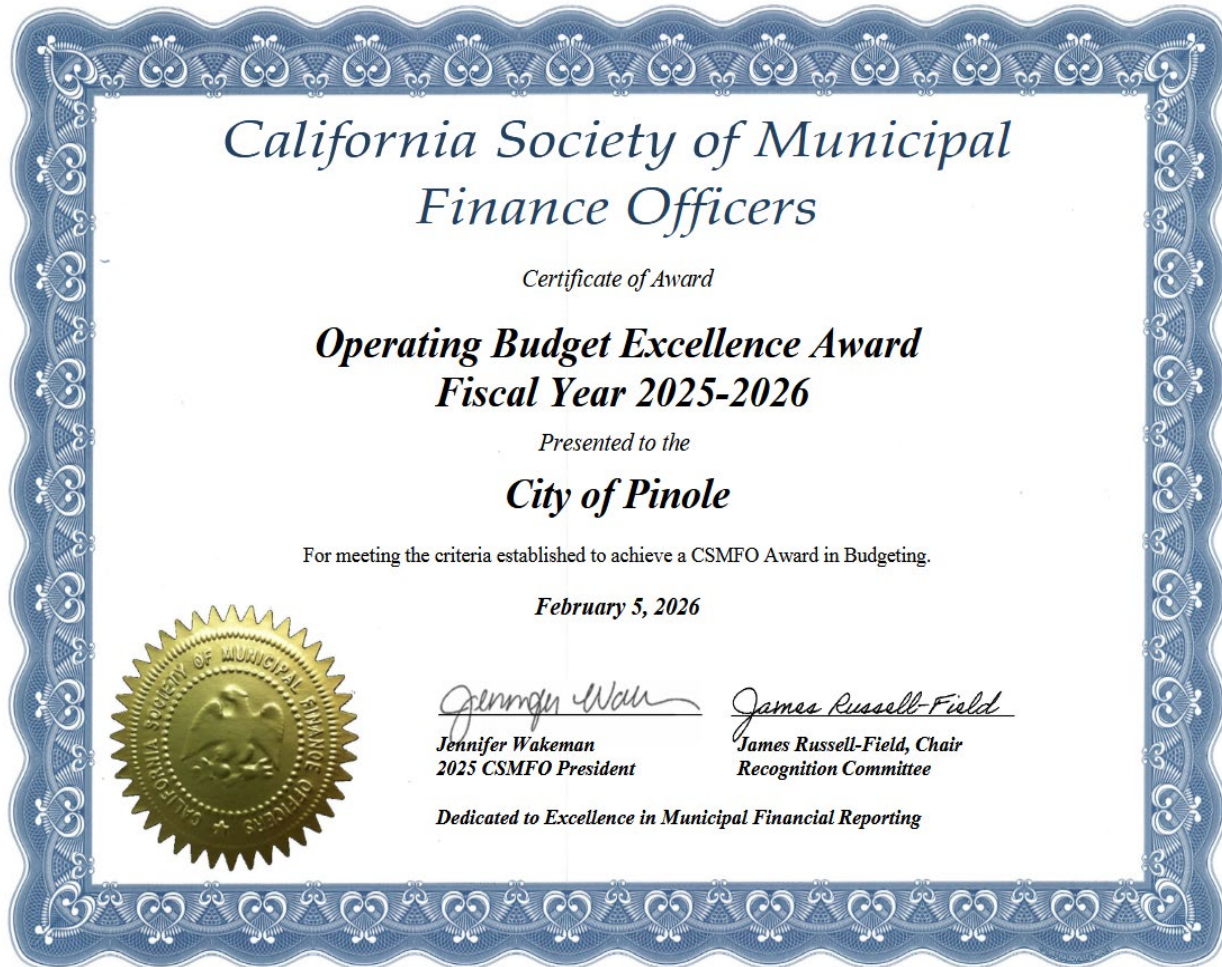 California Society of Municipal
Finance Officers
Certificate of Award
Operating Budget Excellence Award
Fiscal Year 2025-2026
Presented to the
City of Pinole
For meeting the criteria established to achieve a CSMFO Award in Budgeting.
February 5, 2026
CALIFORNIA SOCIETY OF MUNICIPAL FINANCE OFFICERS
James Russell-Field
Jennifer Wakeman
James Russell-Field, Chair
2025 CSMFO President
Recognition Committee
Dedicated to Excellence in Municipal Financial Reporting